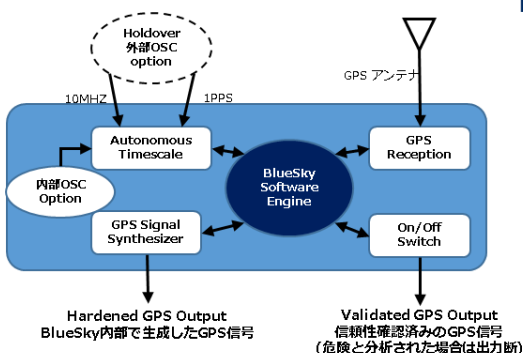 Holdover
外部OSC
option
GPS アンテナ
10MHZ
1PPS
Autonomous
Timescale
GPS
Reception
BlueSky
Software
Engine
内部OSC
Option
GPS Signal
Synthesizer
On/Off
Switch
Hardened GPS Output
BlueSky内部で生成したGPS信号
Validated GPS Output
信頼性確認済みのGPS信号
(危険と分析された場合は出力断)